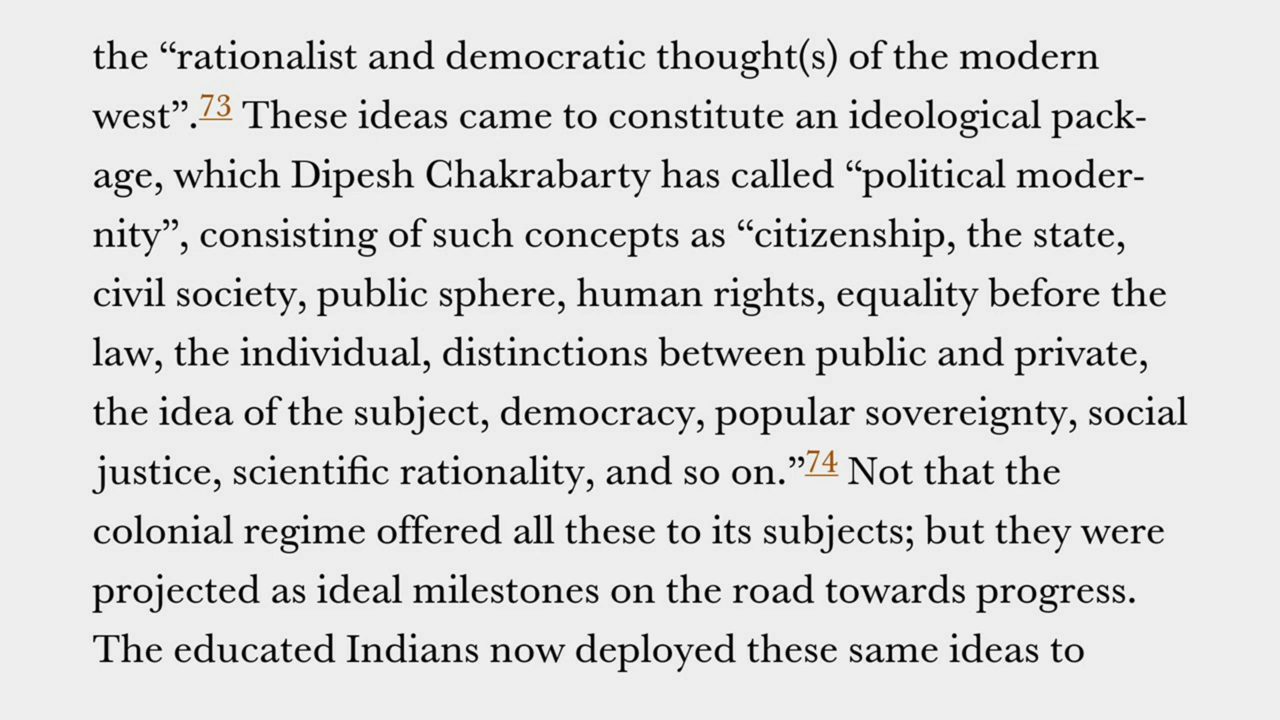 the “rationalist and democratic thought(s) of the modern
west”.73 These ideas came to constitute an ideological pack-
age, which Dipesh Chakrabarty has called “political moder-
nity”, consisting of such concepts as “citizenship, the state,
civil society, public sphere, human rights, equality before the
law, the individual, distinctions between public and private,
the idea of the subject, democracy, popular sovereignty, social
justice, scientific rationality, and so on.”74 Not that the
colonial regime offered all these to its subjects; but they were
projected as ideal milestones on the road towards progress.
The educated Indians now deployed these same ideas to